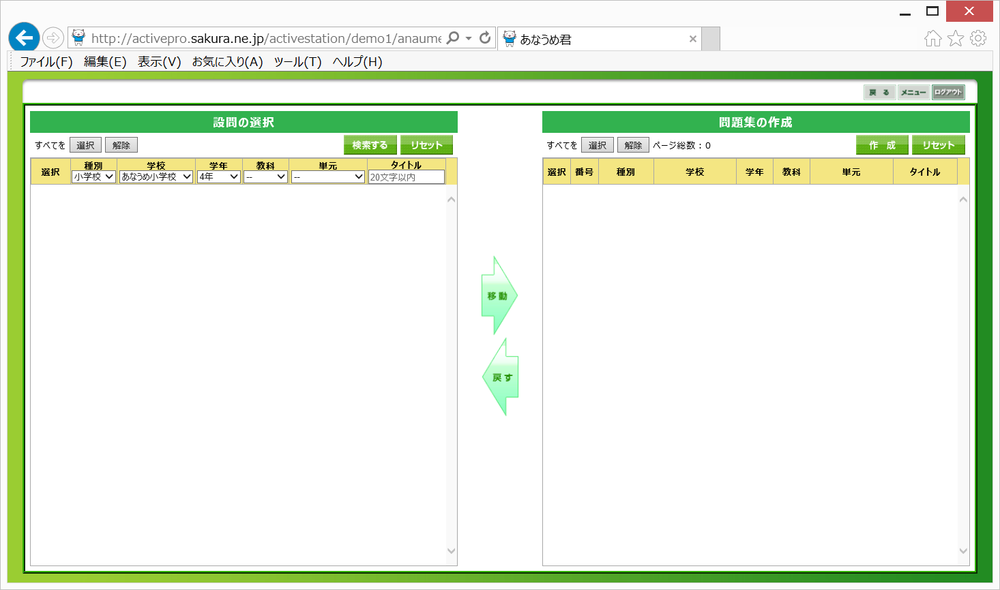 http://activepro.sakura.ne.jp/activestation/demo1/anaume
あなうめ君
ファイル(F) 編集(E) 表示(V) お気に入り(A) ツール(T) ヘルプ(H)
戻 る メニュー ログアウト
設問の選択
すべてを 選択 解除 検索する リセット
選択 種別 学校 学年 教科 単元 タイトル
小学校 あなうめ小学校 4年 -- -- 20文字以内
移動
戻す
問題集の作成
すべてを 選択 解除 ページ総数：0 作 成 リセット
選択 番号 種別 学校 学年 教科 単元 タイトル